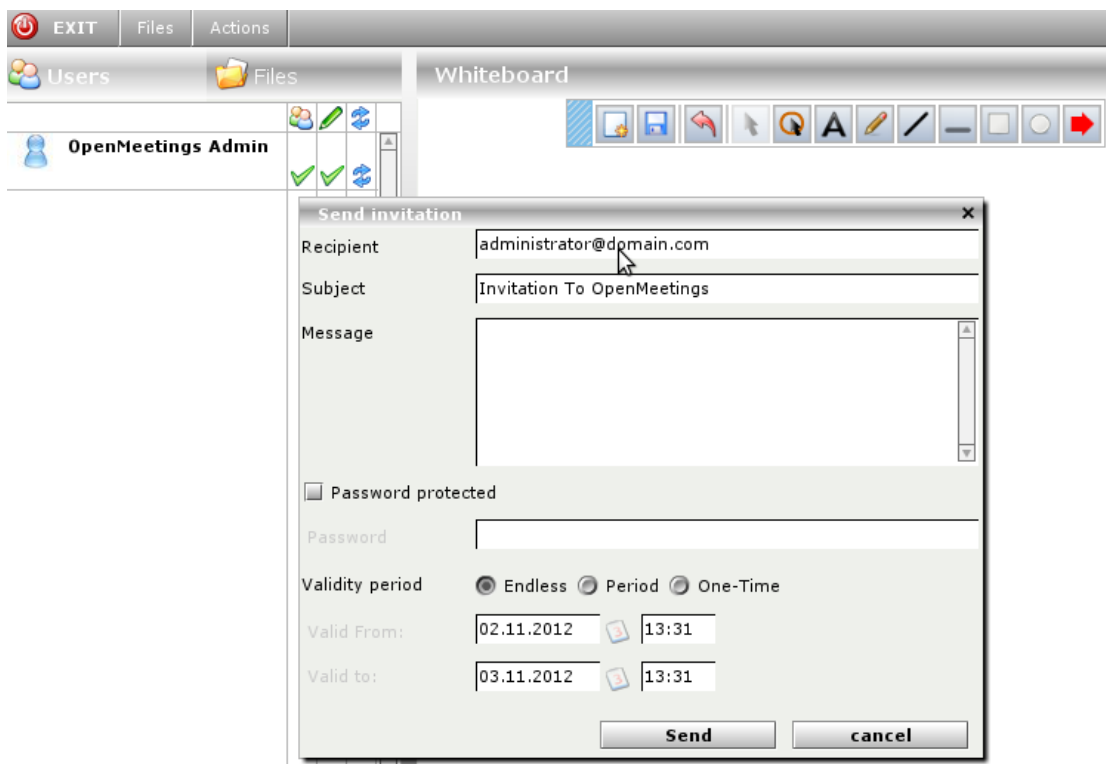 EXIT Files Actions
Users Files Whiteboard
A
OpenMeetings Admin
Send invitation
Recipient administrator@domain.com
Subject Invitation To OpenMeetings
Message
Password protected
Password
Validity period Endless Period One-Time
Valid From: 02.11.2012 3 13:31
Valid to: 03.11.2012 3 13:31
Send cancel